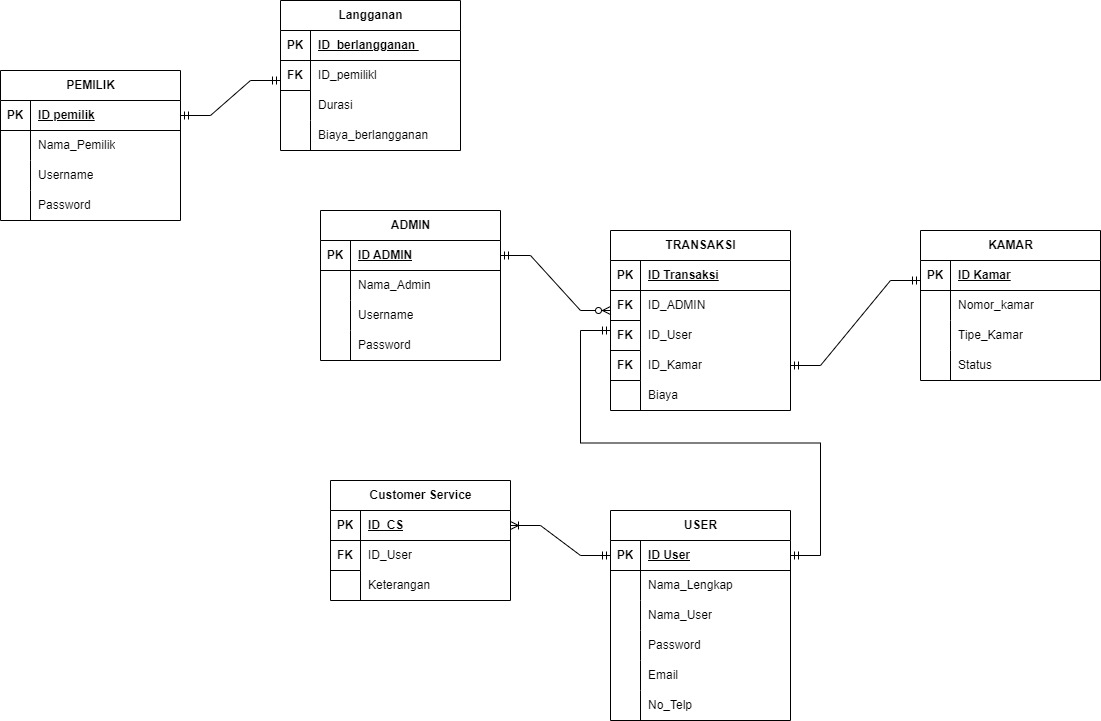 Langganan
PK ID_berlangganan
FK ID_pemilikl
Durasi
Biaya_berlangganan
PEMILIK
PK ID pemilik
Nama_Pemilik
Username
Password
ADMIN
PK ID ADMIN
Nama_Admin
Username
Password
TRANSAKSI
PK ID Transaksi
FK ID_ADMIN
FK ID_User
FK ID_Kamar
Biaya
KAMAR
PK ID Kamar
Nomor_kamar
Tipe_Kamar
Status
Customer Service
PK ID_CS
FK ID_User
Keterangan
USER
PK ID User
Nama_Lengkap
Nama_User
Password
Email
No_Telp